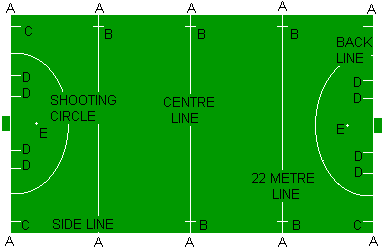 A A A A A
C B B B
BACK
LINE
D D
D D
SHOOTING
CIRCLE
CENTRE
LINE
E E
D D
D D
22 METRE
LINE
C SIDE LINE B B C
A A A A A